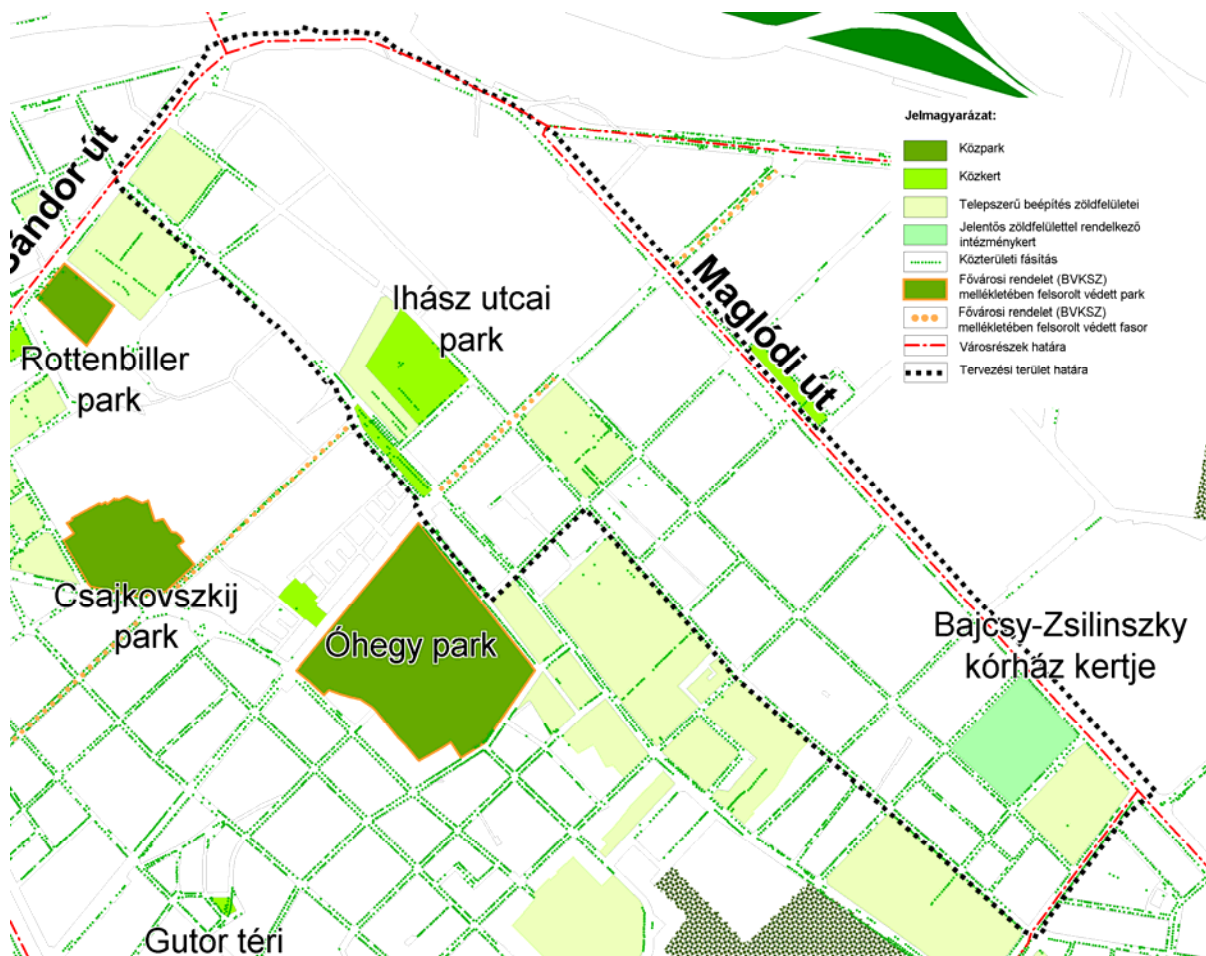 Sándor út
Rottenbiller
park
Ihász utcai
park
Maglódi út
Csajkovszkij
park
Óhegy park
Bajcsy-Zsilinszky
kórház kertje
Gutor téri
Jelmagyarázat:
Közpark
Közkert
Telepszerű beépítés zöldfelületei
Jelentős zöldfelülettel rendelkező
intézménykert
Közterületi fásítás
Fővárosi rendelet (BVKSZ)
mellékletében felsorolt védett park
Fővárosi rendelet (BVKSZ)
mellékletében felsorolt védett fasor
Városrészek határa
Tervezési terület határa